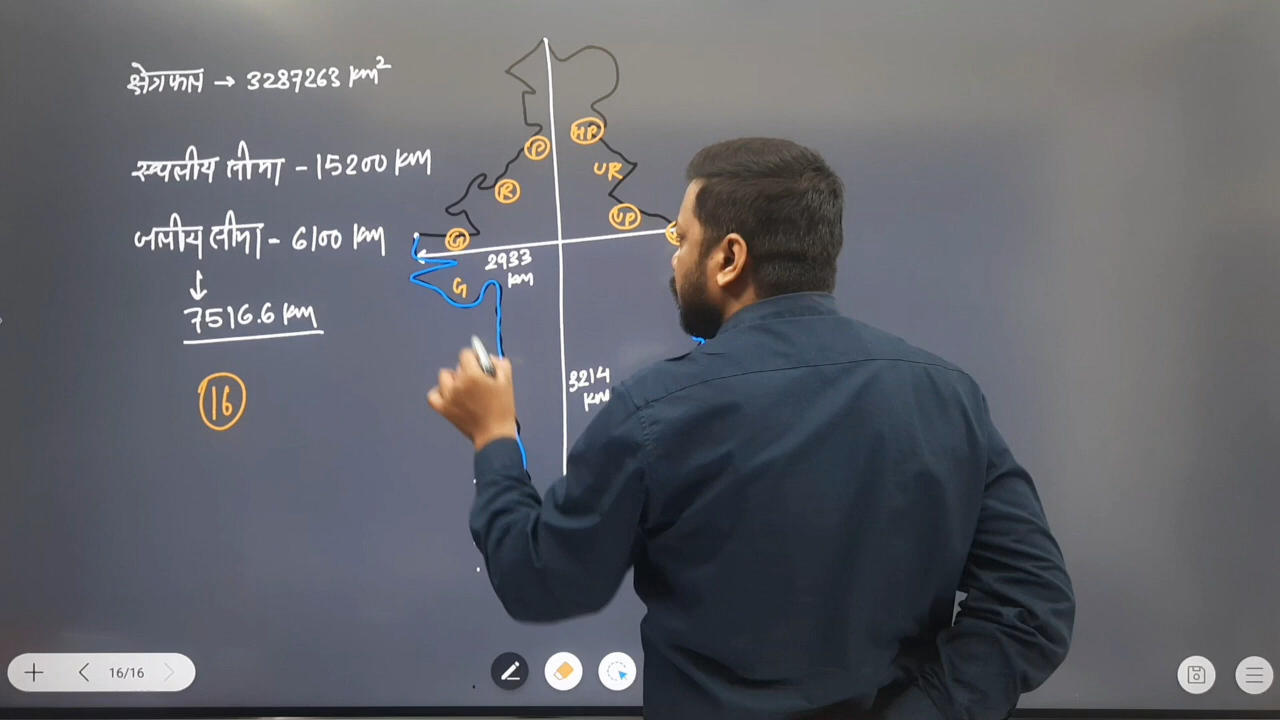 क्षेत्रफल → 3287263 km²
स्थलीय सीमा - 15200 km
जलीय सीमा - 6100 km
↓
7516.6 km
16
HP
P
UR
R
UP
G
2933
km
G
3214
km
16/16